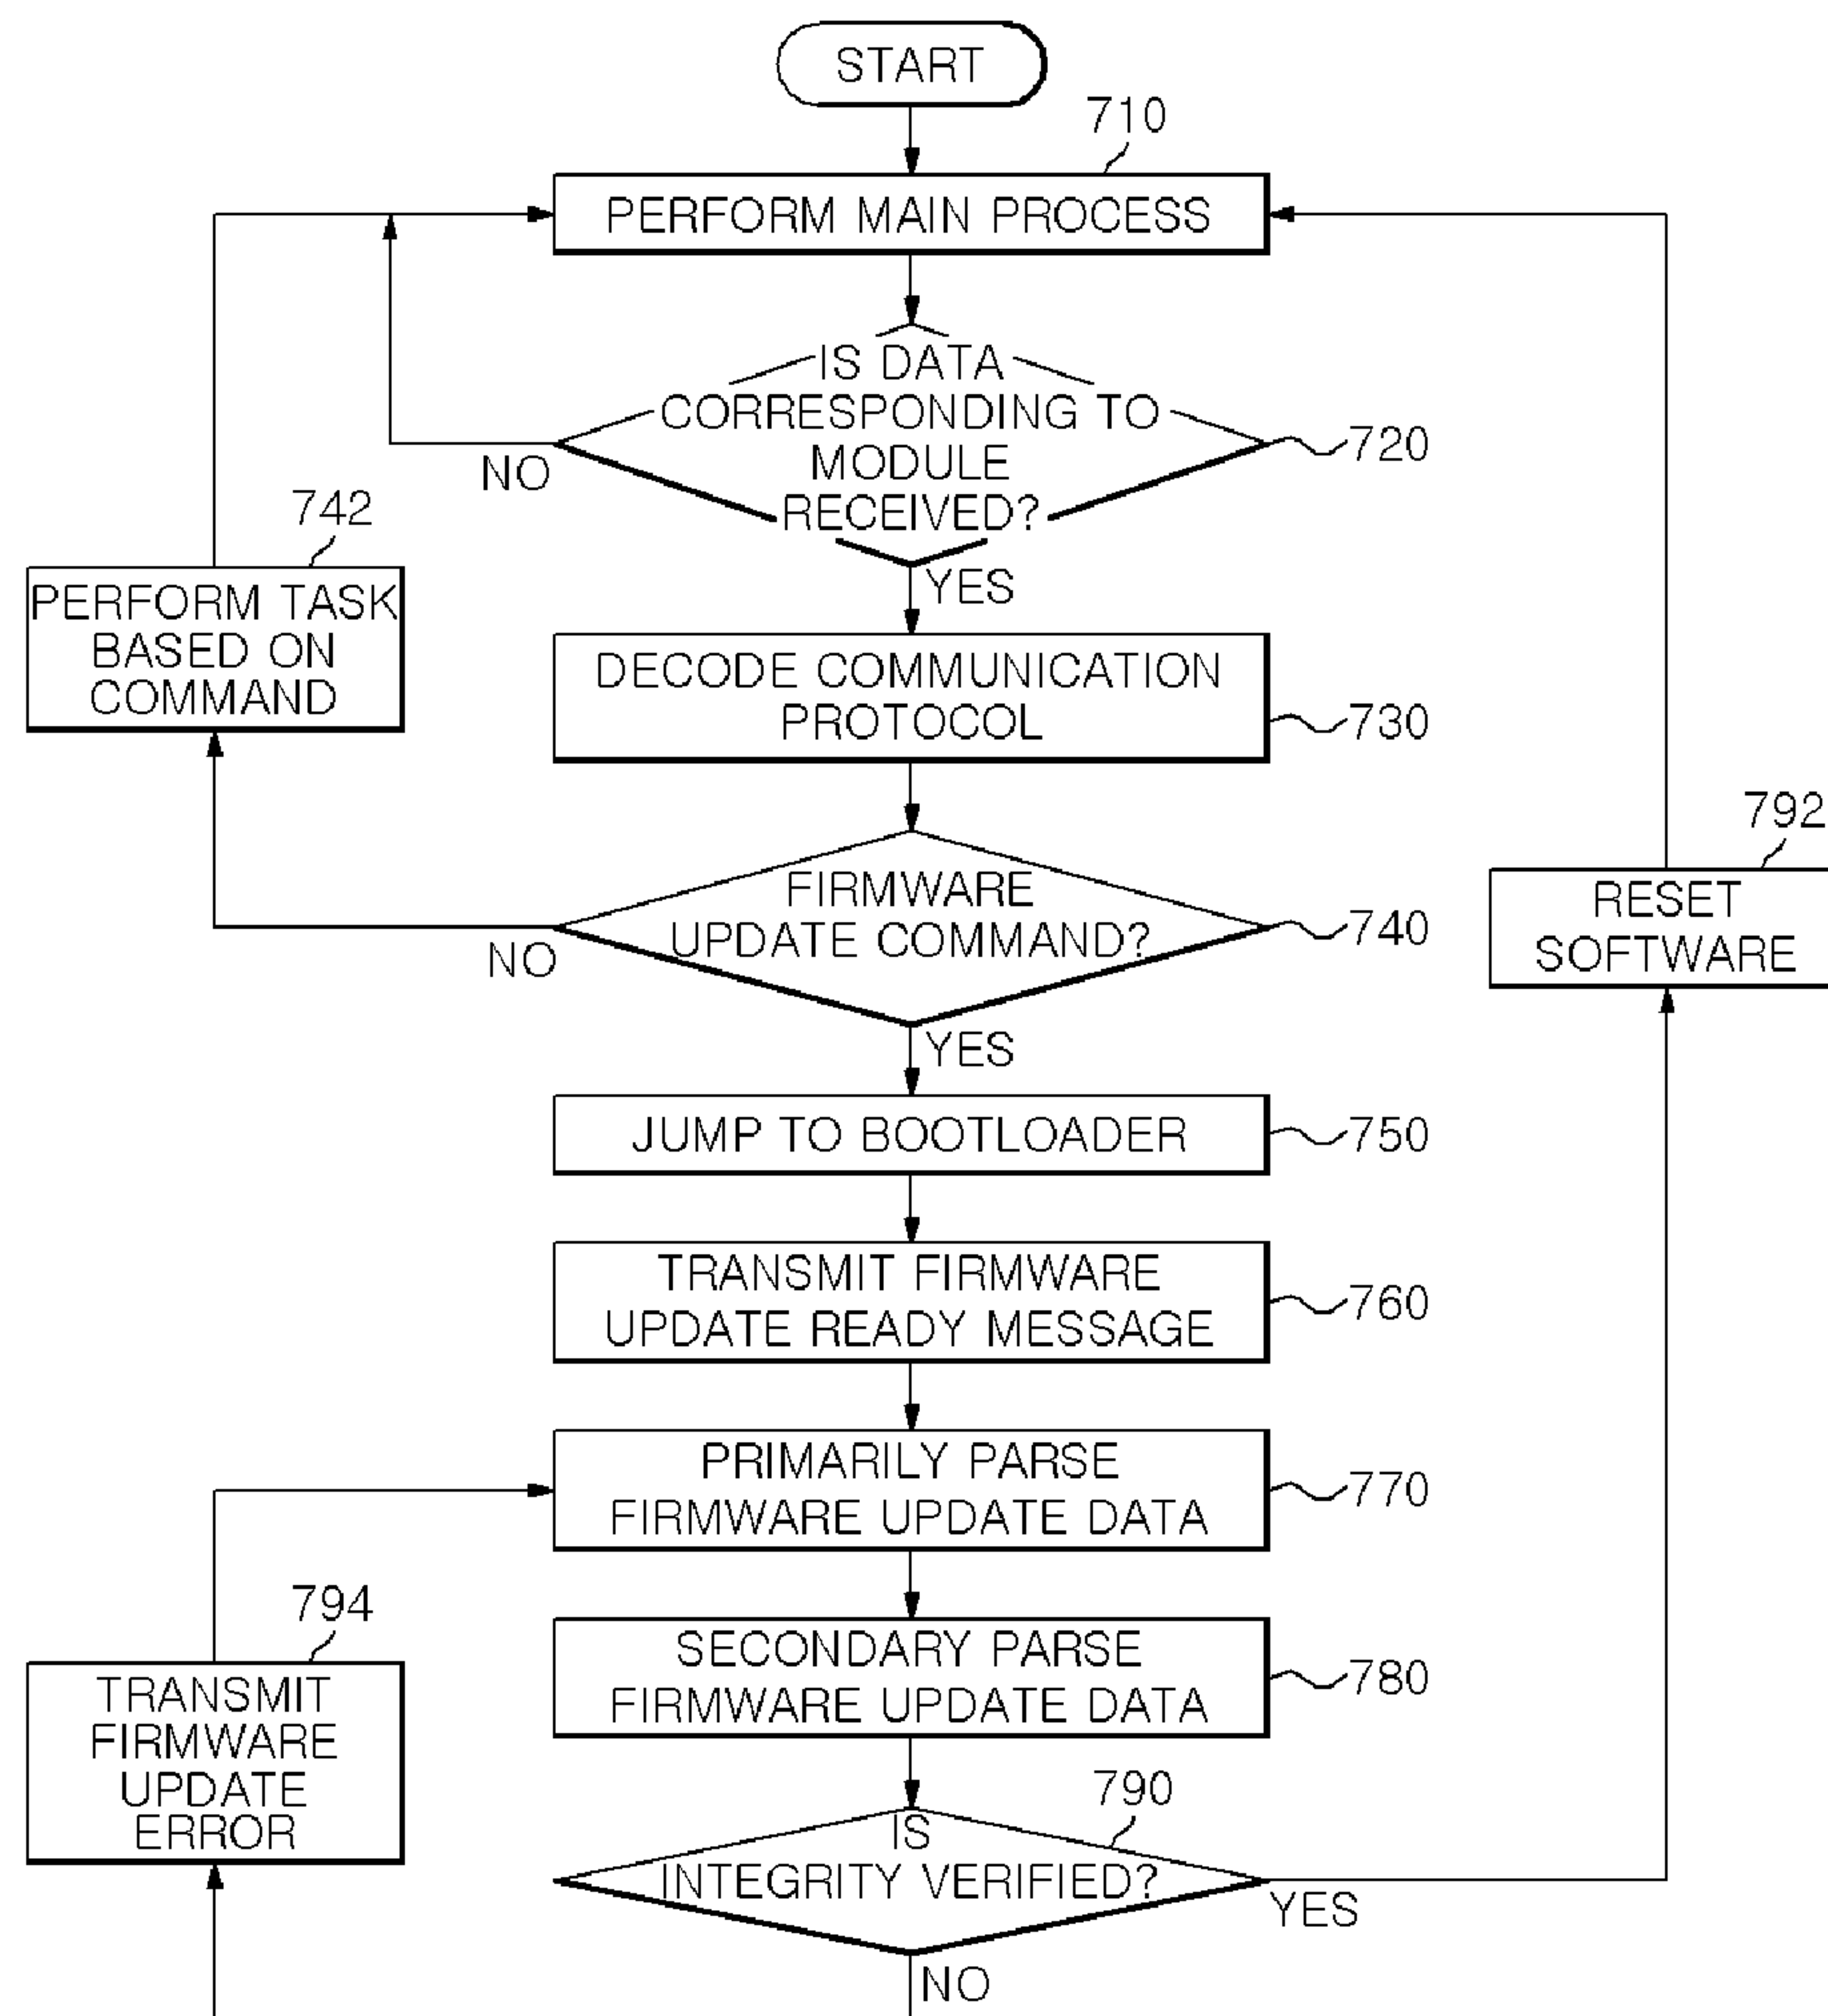 START
710
PERFORM MAIN PROCESS
IS DATA
CORRESPONDING TO
MODULE
RECEIVED?
720
NO
YES
742
PERFORM TASK
BASED ON
COMMAND
DECODE COMMUNICATION
PROTOCOL
730
FIRMWARE
UPDATE COMMAND?
740
NO
YES
792
RESET
SOFTWARE
JUMP TO BOOTLOADER
750
TRANSMIT FIRMWARE
UPDATE READY MESSAGE
760
PRIMARILY PARSE
FIRMWARE UPDATE DATA
770
794
TRANSMIT
FIRMWARE
UPDATE
ERROR
SECONDARY PARSE
FIRMWARE UPDATE DATA
780
790
IS
INTEGRITY VERIFIED?
YES
NO